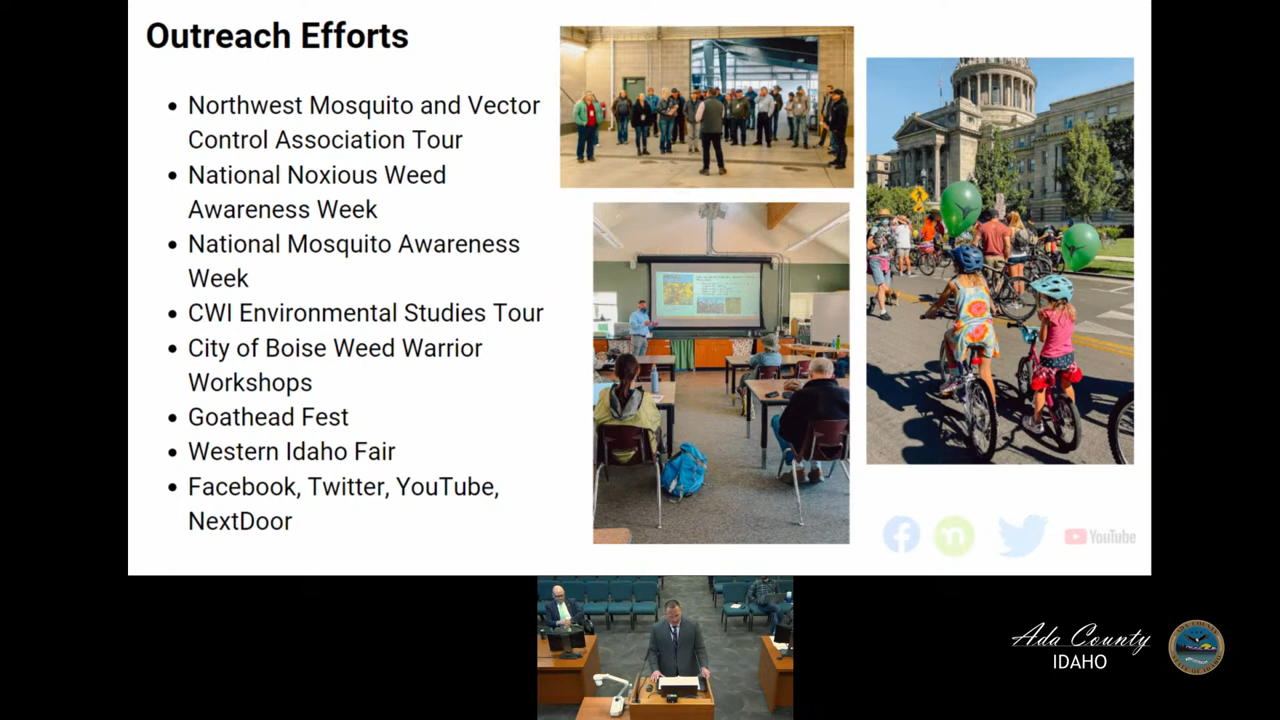 Outreach Efforts
• Northwest Mosquito and Vector
Control Association Tour
• National Noxious Weed
Awareness Week
• National Mosquito Awareness
Week
• CWI Environmental Studies Tour
• City of Boise Weed Warrior
Workshops
• Goathead Fest
• Western Idaho Fair
• Facebook, Twitter, YouTube,
NextDoor
YouTube
Ada County
IDAHO